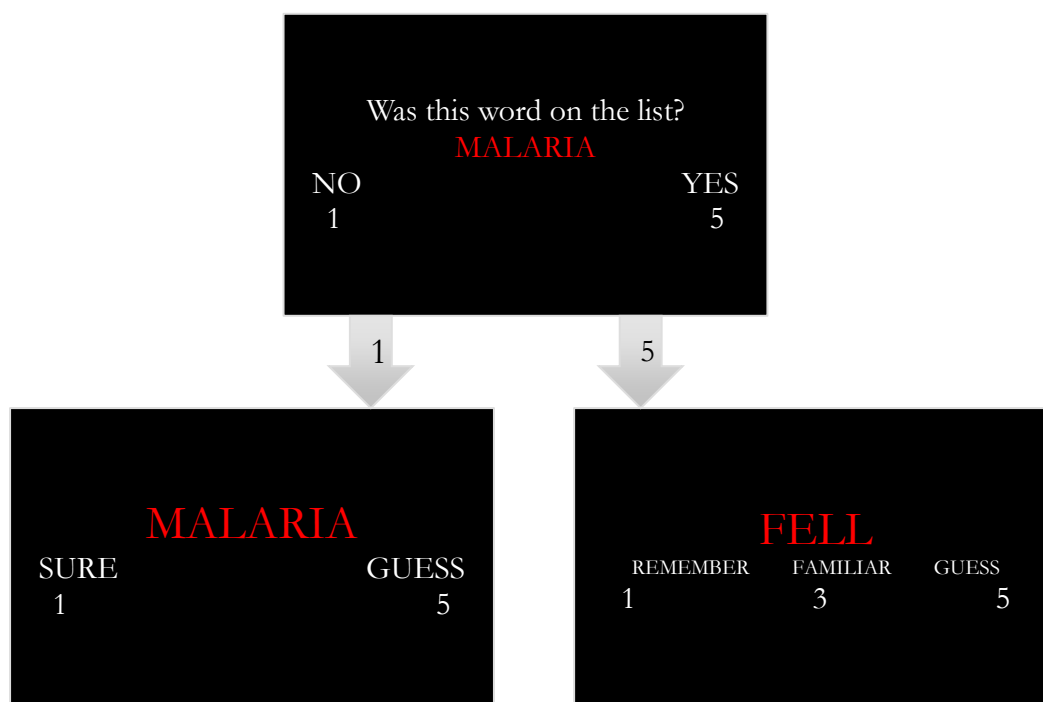 Was this word on the list?
MALARIA
NO YES
1 5
1 5
MALARIA
SURE GUESS
1 5
FELL
REMEMBER FAMILIAR GUESS
1 3 5